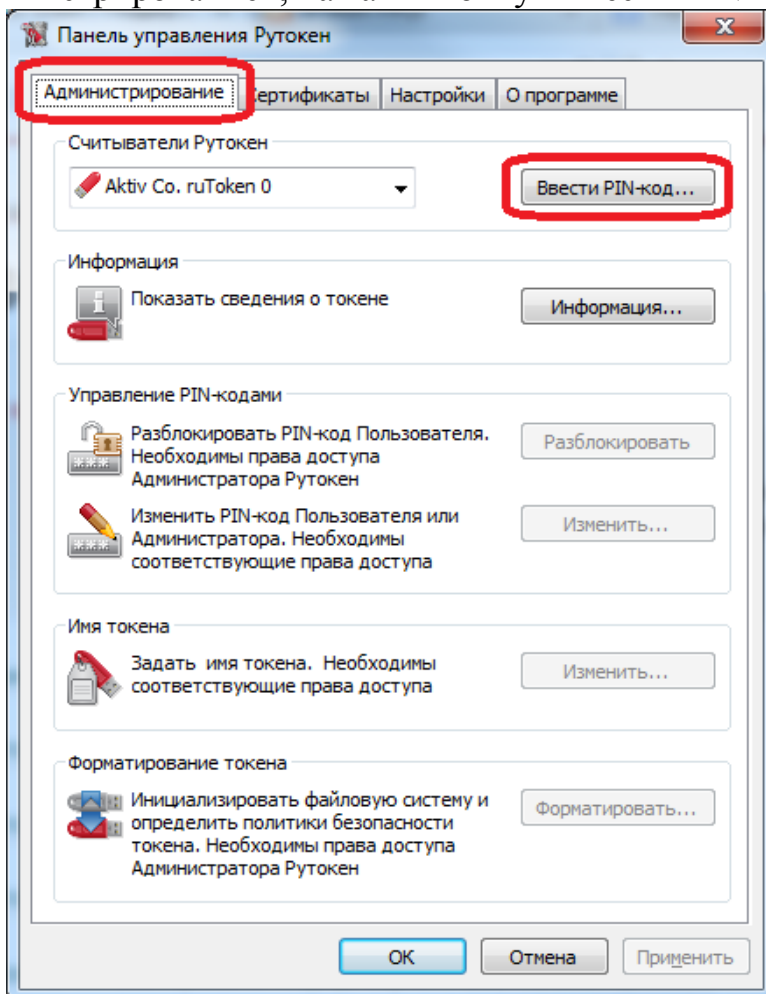 Панель управления Рутокен
Администрирование Сертификаты Настройки О программе
Считыватели Рутокен
Aktiv Co. ruToken 0
Ввести PIN-код...
Информация
Показать сведения о токене
Информация...
Управление PIN-кодами
Разблокировать PIN-код Пользователя.
Необходимы права доступа
Администратора Рутокен
Разблокировать
Изменить PIN-код Пользователя или
Администратора. Необходимы
соответствующие права доступа
Изменить...
Имя токена
Задать имя токена. Необходимы
соответствующие права доступа
Изменить...
Форматирование токена
Инициализировать файловую систему и
определить политики безопасности
токена. Необходимы права доступа
Администратора Рутокен
Форматировать...
ОК Отмена Применить